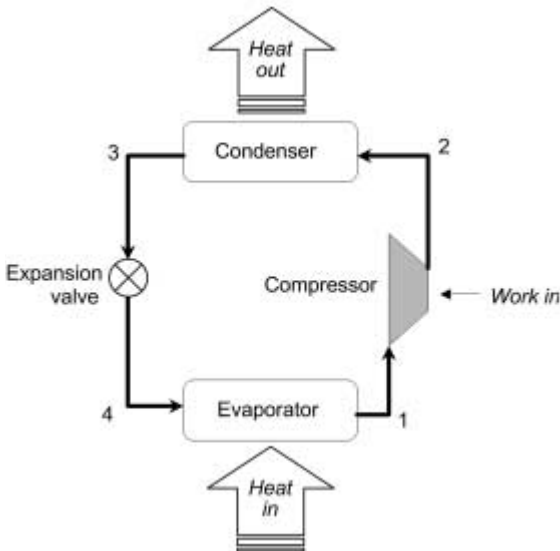 Heat
out
3
Condenser
2
Expansion
valve
Compressor
Work in
4
Evaporator
1
Heat
in